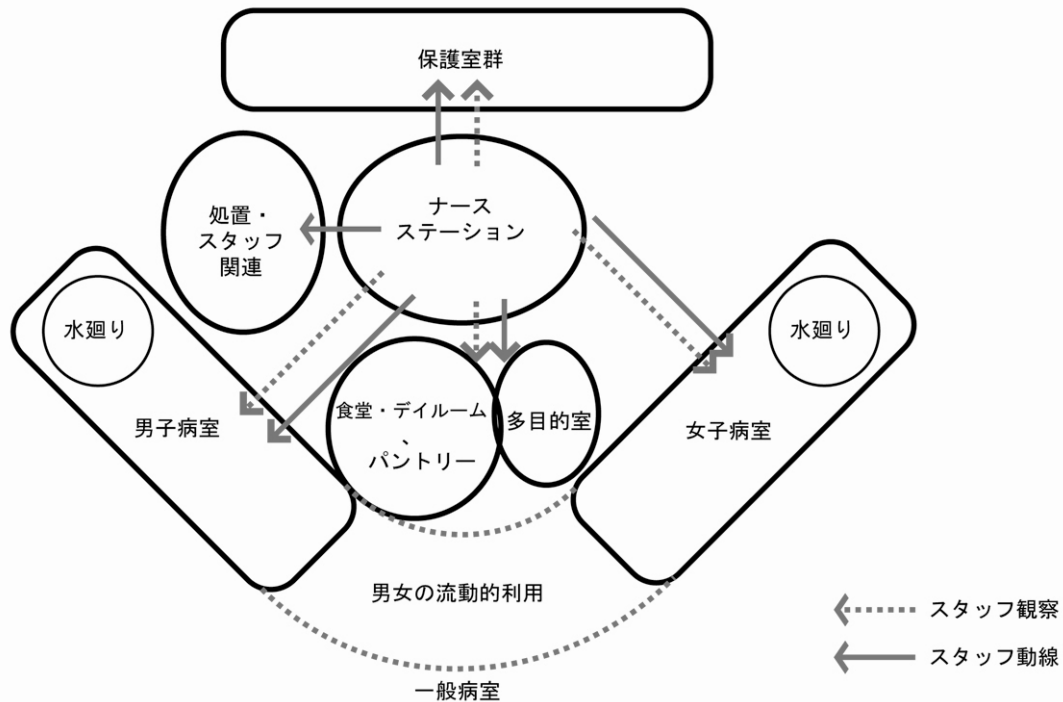 保護室群
ナース
ステーション
処置・
スタッフ
関連
水廻り
水廻り
食堂・デイルーム
、
パントリー
多目的室
男子病室
女子病室
男女の流動的利用
スタッフ観察
スタッフ動線
一般病室